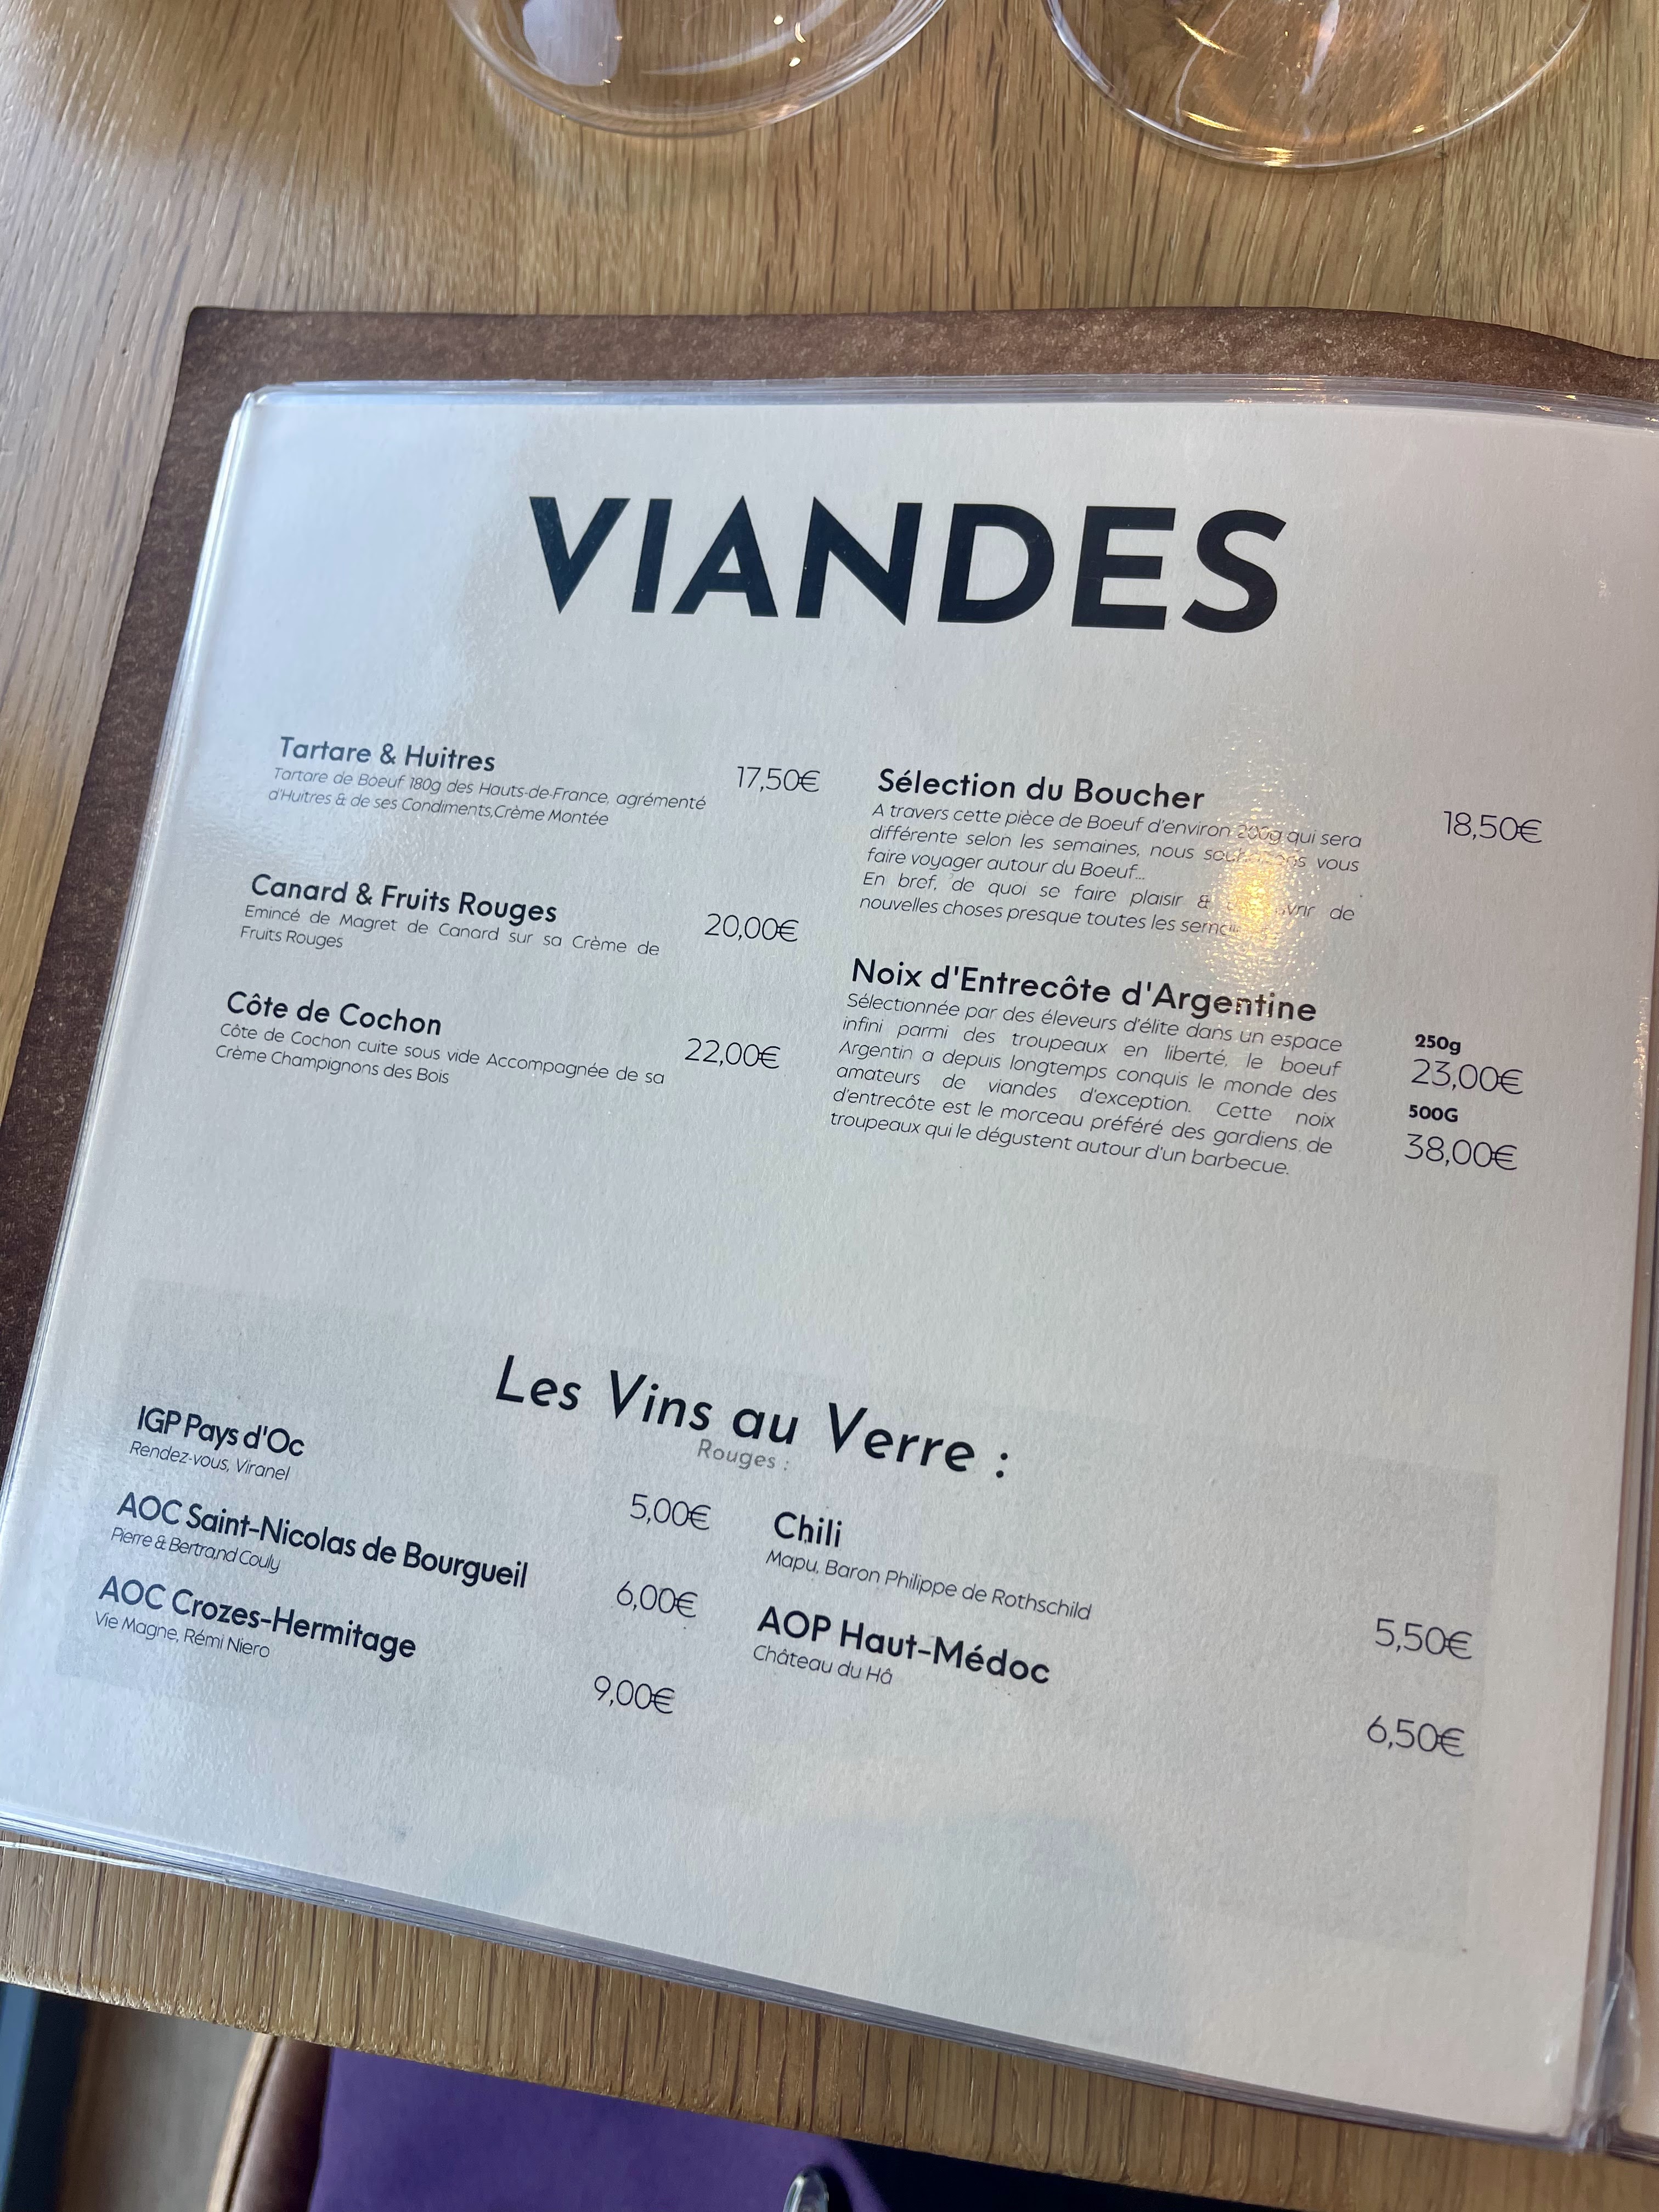 VIANDES
Tartare & Huitres
17,50€
Tartare de Boeuf 180g des Hauts-de-France, agrémenté
d'Huitres & de ses Condiments,Crème Montée
Canard & Fruits Rouges
20,00€
Emincé de Magret de Canard sur sa Crème de
Fruits Rouges
Côte de Cochon
22,00€
Côte de Cochon cuite sous vide Accompagnée de sa
Crème Champignons des Bois
Sélection du Boucher
18,50€
A travers cette pièce de Boeuf d'environ 200g qui sera
différente selon les semaines, nous vous
faire voyager autour du Boeuf...
En bref, de quoi se faire plaisir & de
nouvelles choses presque toutes les
Noix d'Entrecôte d'Argentine
Sélectionnée par des éleveurs d'élite dans un espace
infini parmi des troupeaux en liberté, le boeuf
Argentin a depuis longtemps conquis le monde des
amateurs de viandes d'exception. Cette noix
d'entrecôte est le morceau préféré des gardiens de
troupeaux qui le dégustent autour d'un barbecue.
250g
23,00€
500G
38,00€
Les Vins au Verre :
Rouges :
IGP Pays d'Oc
Rendez-vous, Viranel
5,00€
AOC Saint-Nicolas de Bourgueil
Pierre & Bertrand Couly
6,00€
AOC Crozes-Hermitage
Vie Magne, Rémi Niero
9,00€
Chili
Mapu, Baron Philippe de Rothschild
5,50€
AOP Haut-Médoc
Château du Hâ
6,50€